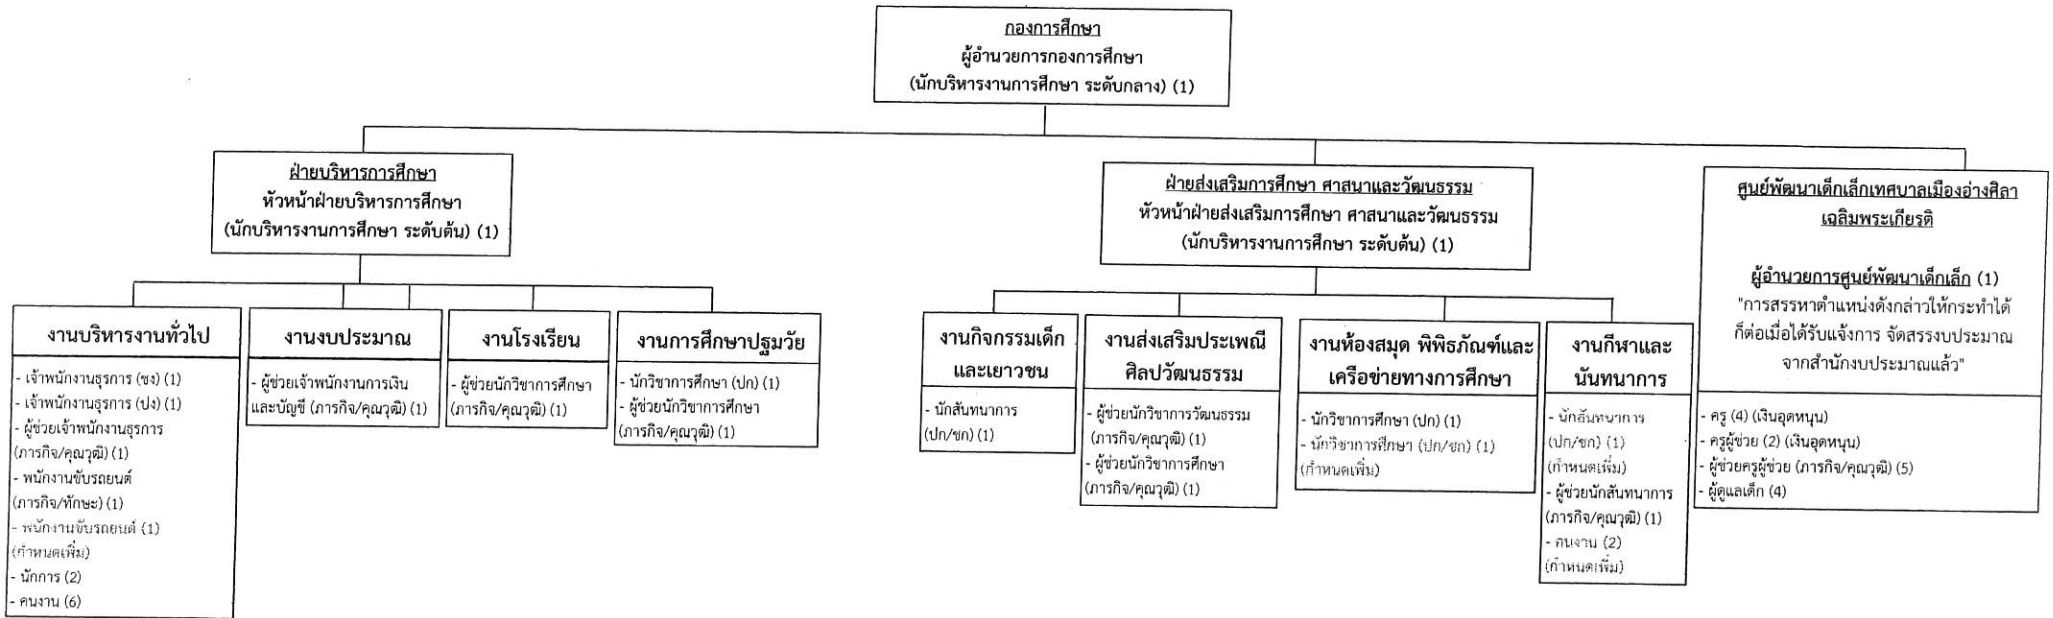 กองการศึกษา
ผู้อำนวยการกองการศึกษา
(นักบริหารงานการศึกษา ระดับกลาง) (1)
ฝ่ายบริหารการศึกษา
หัวหน้าฝ่ายบริหารการศึกษา
(นักบริหารงานการศึกษา ระดับต้น) (1)
ฝ่ายส่งเสริมการศึกษา ศาสนาและวัฒนธรรม
หัวหน้าฝ่ายส่งเสริมการศึกษา ศาสนาและวัฒนธรรม
(นักบริหารงานการศึกษา ระดับต้น) (1)
ศูนย์พัฒนาเด็กเล็กเทศบาลเมืองอ่างศิลา
เฉลิมพระเกียรติ
ผู้อำนวยการศูนย์พัฒนาเด็กเล็ก (1)
"การสรรหาตำแหน่งดังกล่าวให้กระทำได้
ก็ต่อเมื่อได้รับแจ้งการ จัดสรรงบประมาณ
จากสำนักงบประมาณแล้ว"
- ครู (4) (เงินอุดหนุน)
- ครูผู้ช่วย (2) (เงินอุดหนุน)
- ผู้ช่วยครูผู้ช่วย (ภารกิจ/คุณวุฒิ) (5)
- ผู้ดูแลเด็ก (4)
งานบริหารงานทั่วไป
- เจ้าพนักงานธุรการ (ชง) (1)
- เจ้าพนักงานธุรการ (ปง) (1)
- ผู้ช่วยเจ้าพนักงานธุรการ
(ภารกิจ/คุณวุฒิ) (1)
- พนักงานขับรถยนต์
(ภารกิจ/ทักษะ) (1)
- พนักงานขับรถยนต์ (1)
(กำหนดเพิ่ม)
- นักการ (2)
- คนงาน (6)
งานงบประมาณ
- ผู้ช่วยเจ้าพนักงานการเงิน
และบัญชี (ภารกิจ/คุณวุฒิ) (1)
งานโรงเรียน
- ผู้ช่วยนักวิชาการศึกษา
(ภารกิจ/คุณวุฒิ) (1)
งานการศึกษาปฐมวัย
- นักวิชาการศึกษา (ปก) (1)
- ผู้ช่วยนักวิชาการศึกษา
(ภารกิจ/คุณวุฒิ) (1)
งานกิจกรรมเด็ก
และเยาวชน
- นักสันทนาการ
(ปก/ชก) (1)
งานส่งเสริมประเพณี
ศิลปวัฒนธรรม
- ผู้ช่วยนักวิชาการวัฒนธรรม
(ภารกิจ/คุณวุฒิ) (1)
- ผู้ช่วยนักวิชาการศึกษา
(ภารกิจ/คุณวุฒิ) (1)
งานห้องสมุด พิพิธภัณฑ์และ
เครือข่ายทางการศึกษา
- นักวิชาการศึกษา (ปก) (1)
- นักวิชาการศึกษา (ปก/ชก) (1)
(กำหนดเพิ่ม)
งานกีฬาและ
นันทนาการ
- นักสันทนาการ
(ปก/ชก) (1)
(กำหนดเพิ่ม)
- ผู้ช่วยนักสันทนาการ
(ภารกิจ/คุณวุฒิ) (1)
- คนงาน (2)
(กำหนดเพิ่ม)